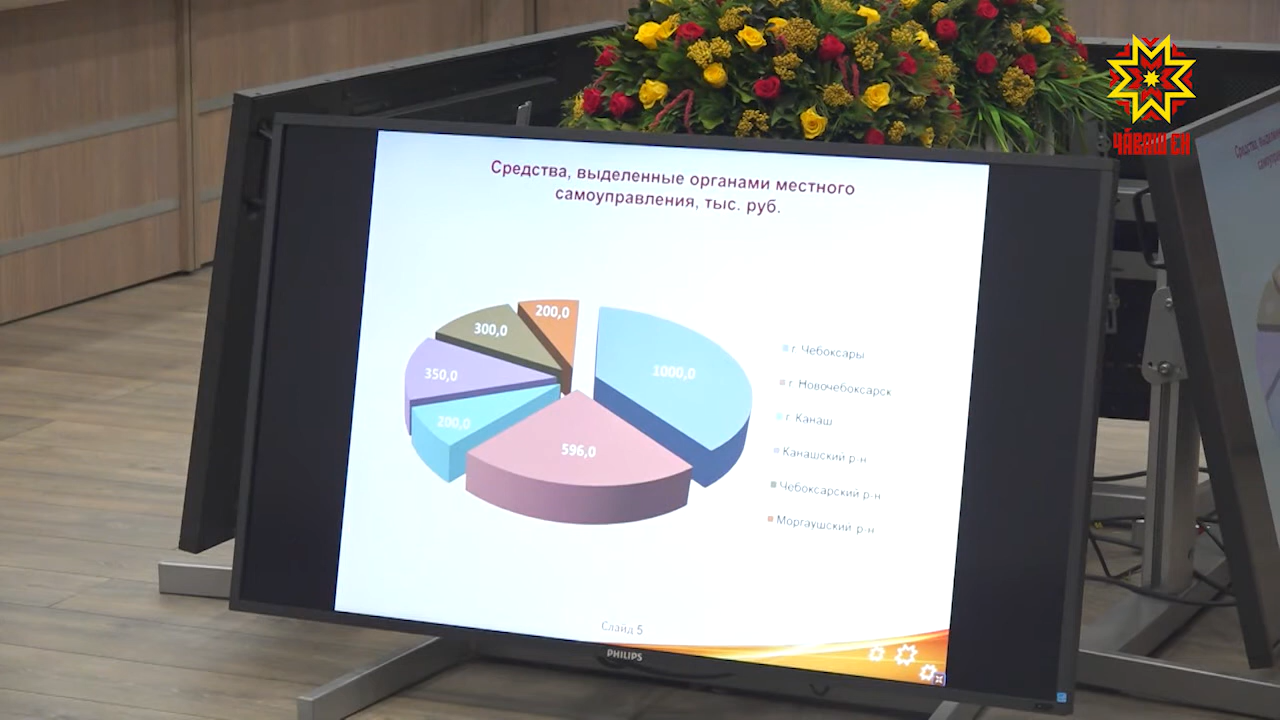 ЧӐВАШ ЕН
Средства, выделенные органами местного
самоуправления, тыс. руб.
200,0
300,0
1000,0
350,0
200,0
596,0
г. Чебоксары
г. Новочебоксарск
г. Канаш
Канашский р-н
Чебоксарский р-н
Моргаушский р-н
Слайд 5
PHILIPS